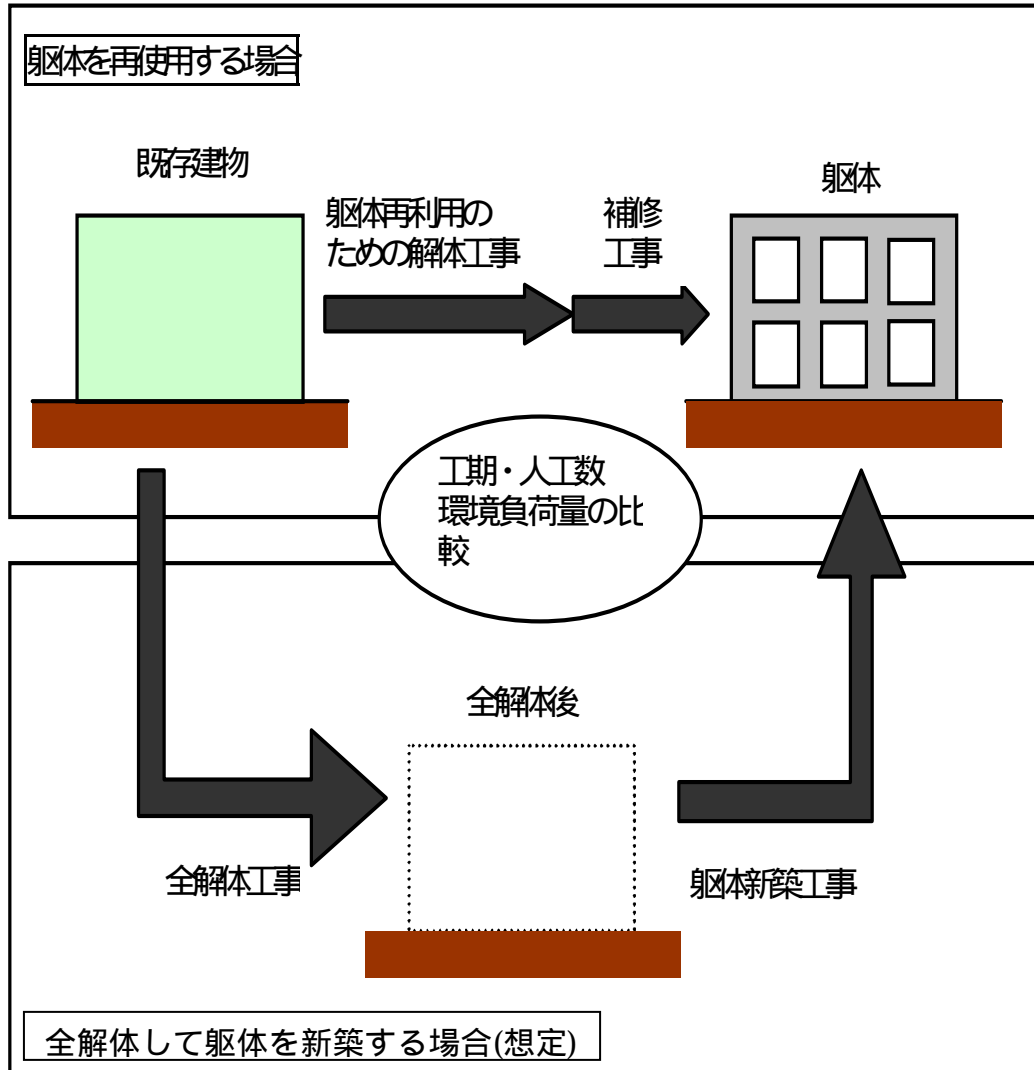 躯体を再使用する場合
既存建物
躯体再利用の
ための解体工事
補修
工事
躯体
工期・人工数
環境負荷量の比
較
全解体後
全解体工事
躯体新築工事
全解体して躯体を新築する場合(想定)